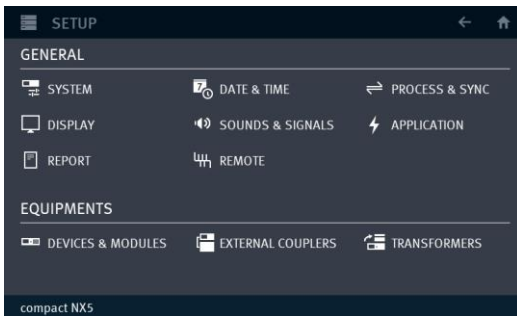 SETUP
GENERAL
SYSTEM
7 DATE & TIME
PROCESS & SYNC
DISPLAY
SOUNDS & SIGNALS
APPLICATION
REPORT
REMOTE
EQUIPMENTS
DEVICES & MODULES
EXTERNAL COUPLERS
TRANSFORMERS
compact NX5